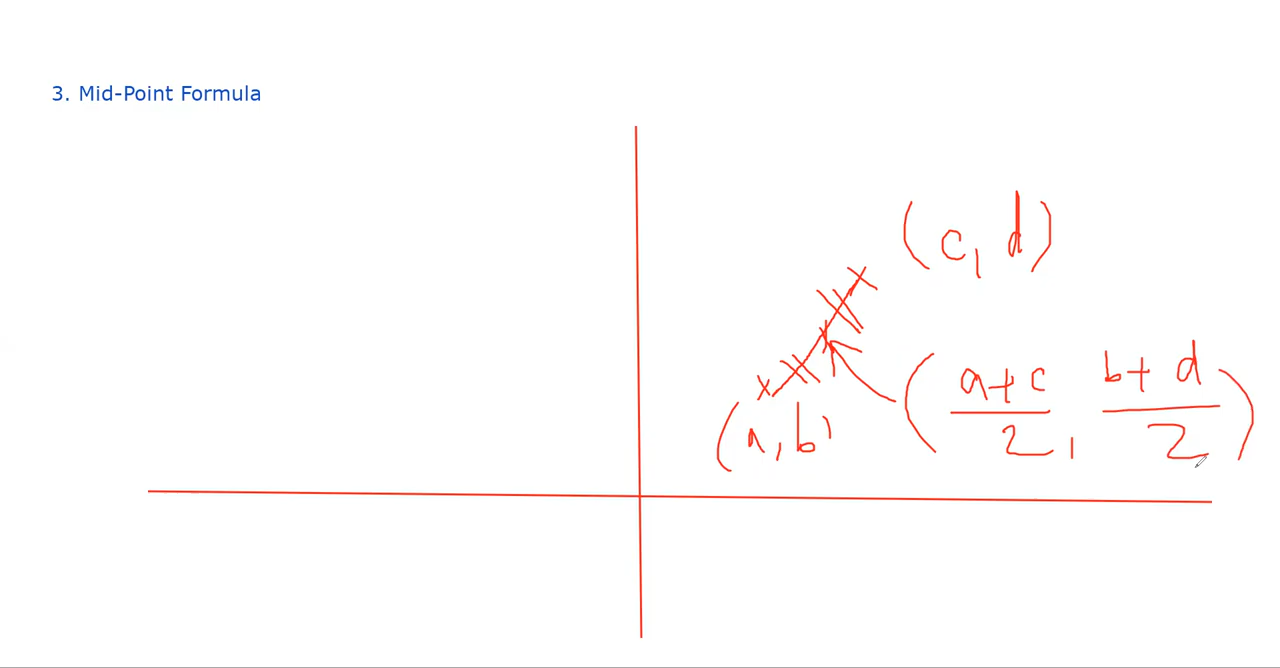 3. Mid-Point Formula
(c, d)
(a+c/2, b+d/2)
(a, b)